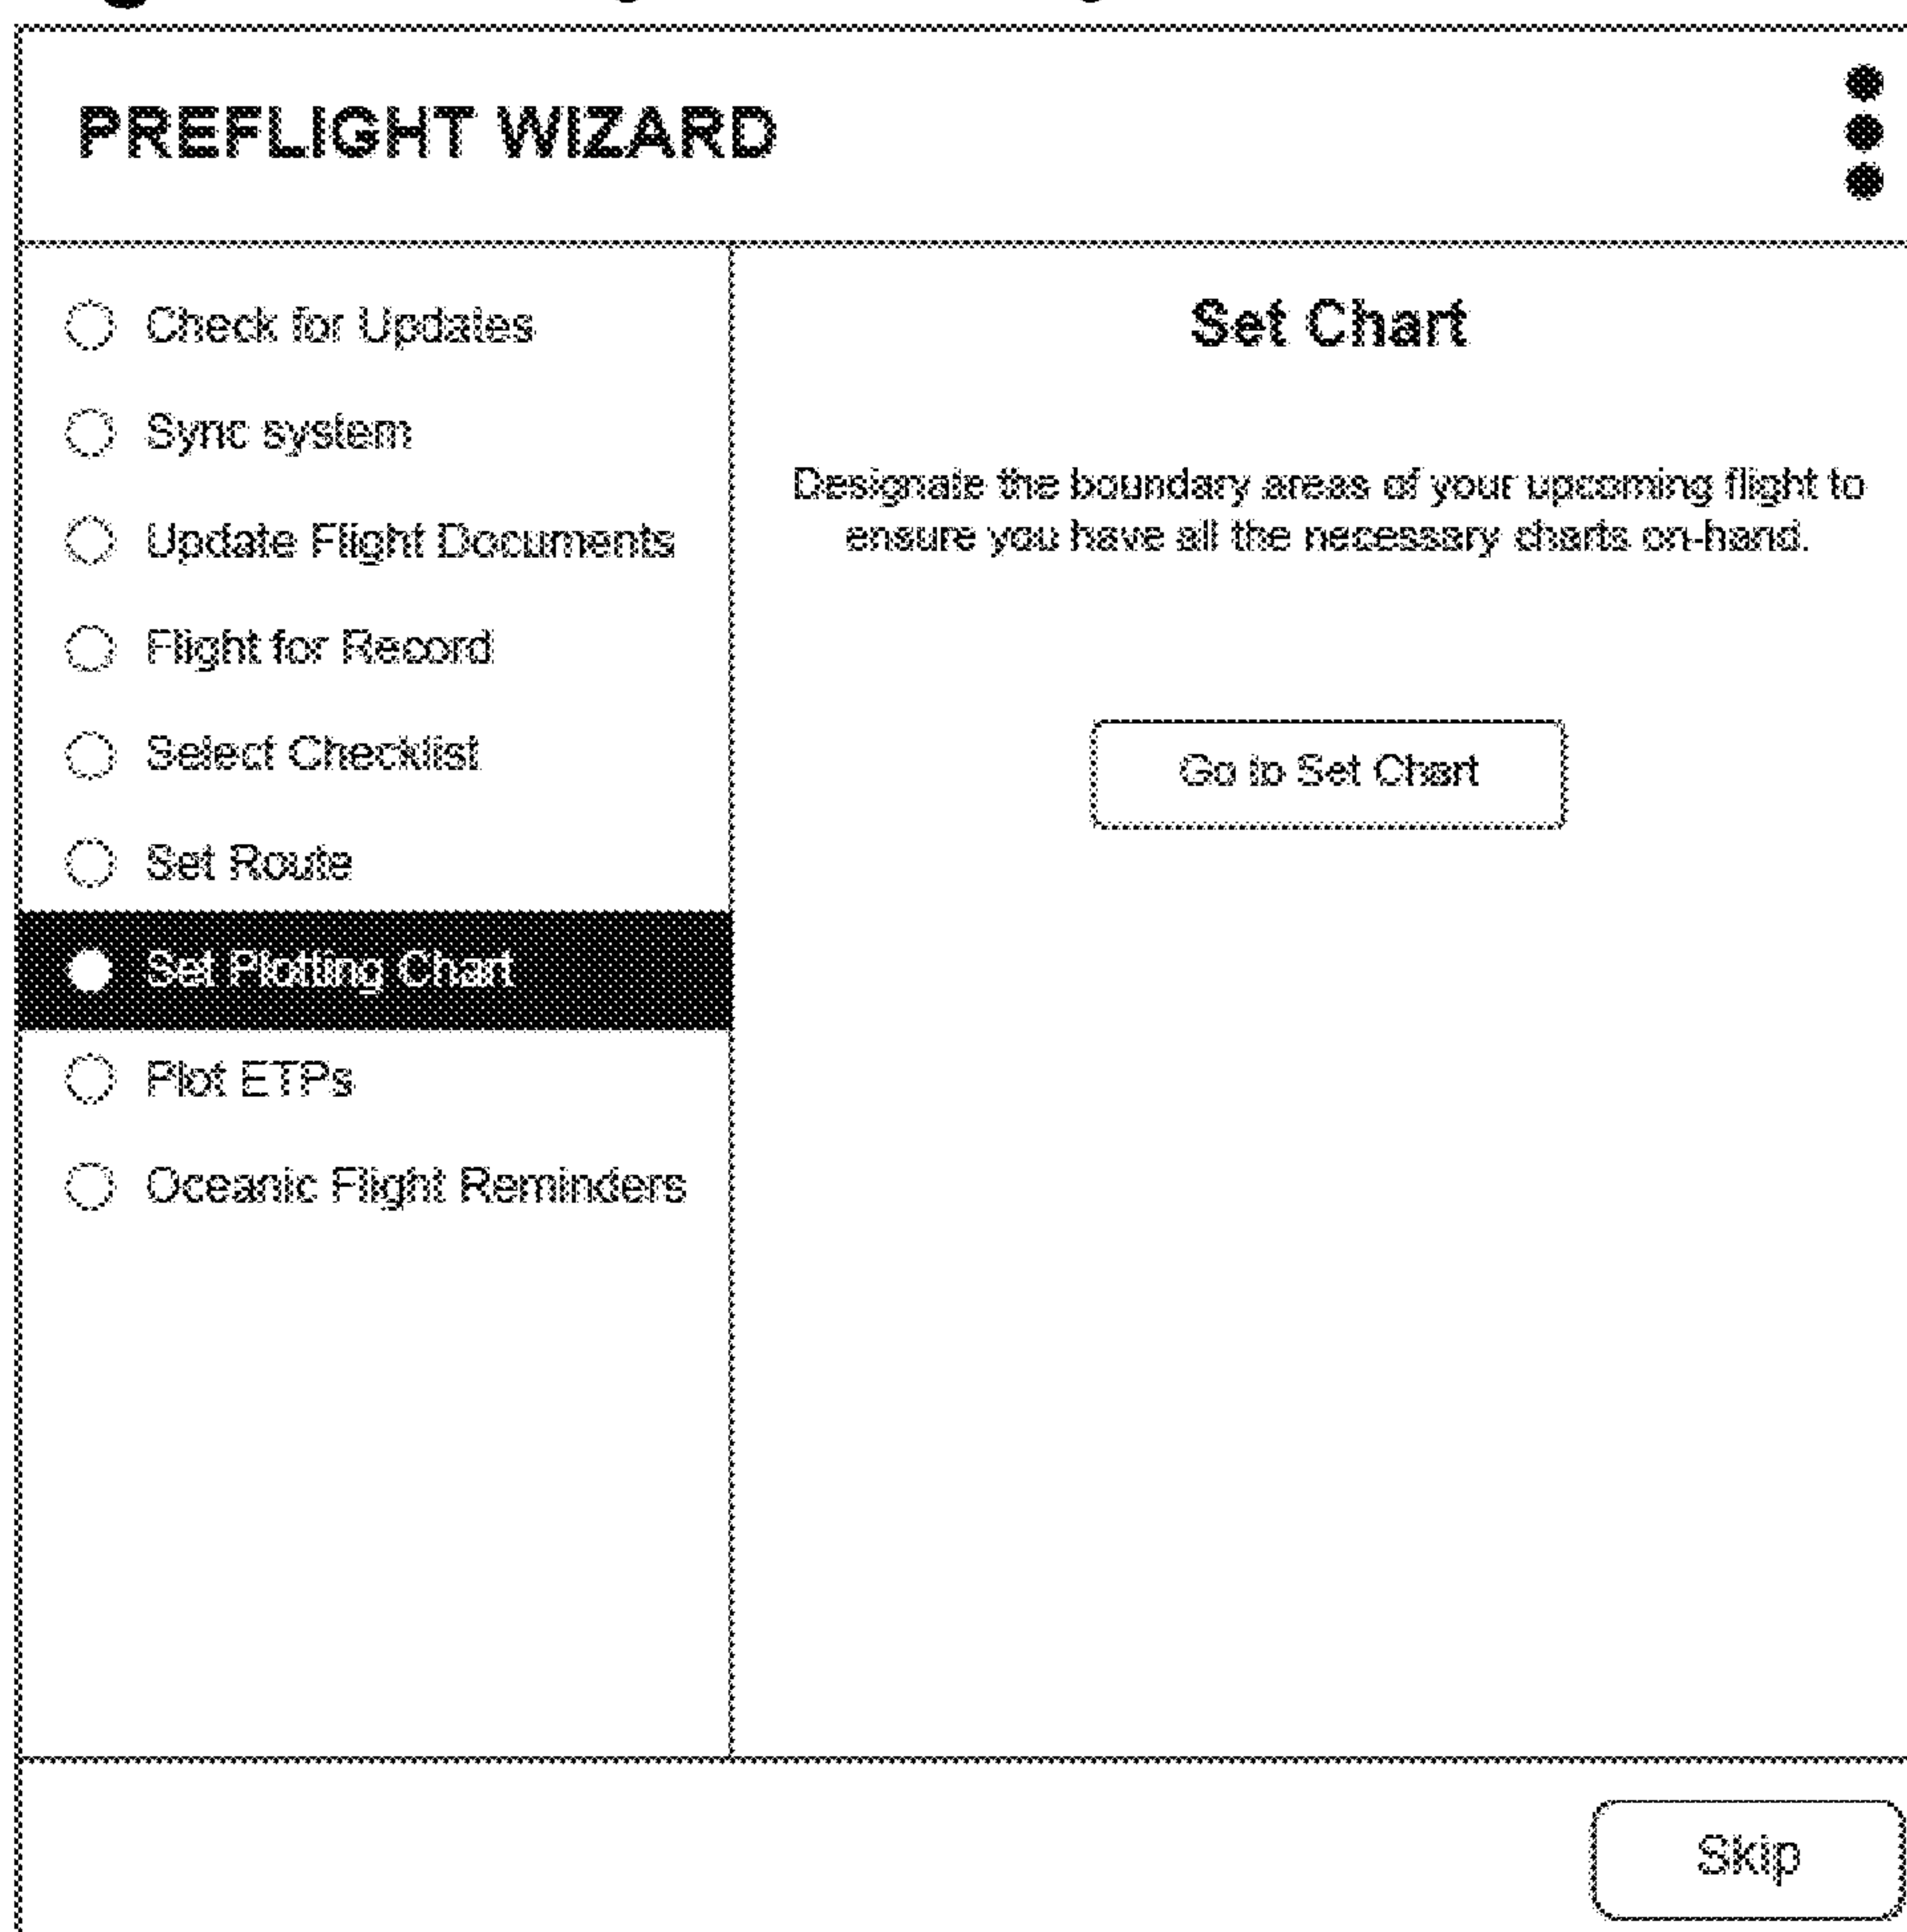 PREFLIGHT WIZARD
Check for Updates
Sync system
Update Flight Documents
Flight for Record
Select Checklist
Set Route
Set Plotting Chart
Plot ETPs
Oceanic Flight Reminders
Set Chart
Designate the boundary areas of your upcoming flight to
ensure you have all the necessary charts on-hand.
Go to Set Chart
Skip